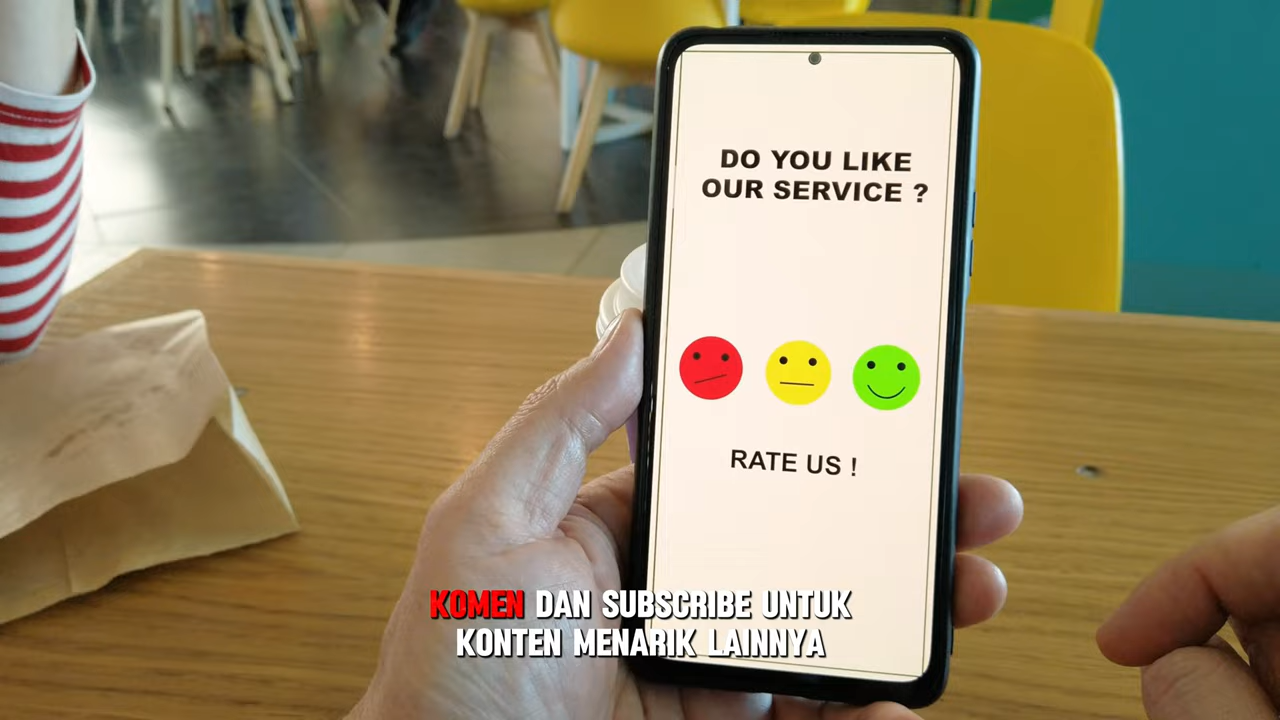 DO YOU LIKE
OUR SERVICE ?
RATE US !
KOMEN DAN SUBSCRIBE UNTUK
KONTEN MENARIK LAINNYA